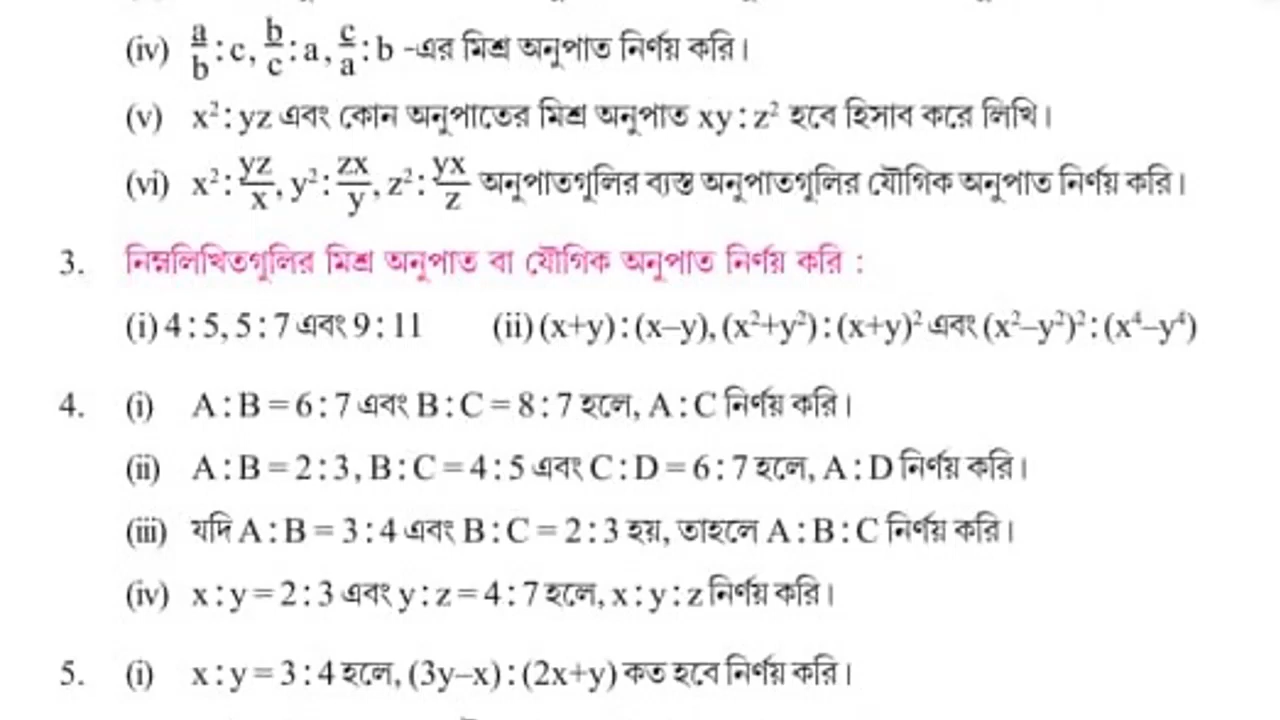 (iv) a/b : c, b/c : a, c/a : b -এর মিশ্র অনুপাত নির্ণয় করি।
(v) x² : yz এবং কোন অনুপাতের মিশ্র অনুপাত xy : z² হবে হিসাব করে লিখি।
(vi) x² : yz/x, y² : zx/y, z² : yx/z অনুপাতগুলির ব্যস্ত অনুপাতগুলির যৌগিক অনুপাত নির্ণয় করি।
3. নিম্নলিখিতগুলির মিশ্র অনুপাত বা যৌগিক অনুপাত নির্ণয় করি :
(i) 4 : 5, 5 : 7 এবং 9 : 11 (ii) (x+y) : (x–y), (x²+y²) : (x+y)² এবং (x²–y²)² : (x⁴–y⁴)
4. (i) A : B = 6 : 7 এবং B : C = 8 : 7 হলে, A : C নির্ণয় করি।
(ii) A : B = 2 : 3, B : C = 4 : 5 এবং C : D = 6 : 7 হলে, A : D নির্ণয় করি।
(iii) যদি A : B = 3 : 4 এবং B : C = 2 : 3 হয়, তাহলে A : B : C নির্ণয় করি।
(iv) x : y = 2 : 3 এবং y : z = 4 : 7 হলে, x : y : z নির্ণয় করি।
5. (i) x : y = 3 : 4 হলে, (3y–x) : (2x+y) কত হবে নির্ণয় করি।